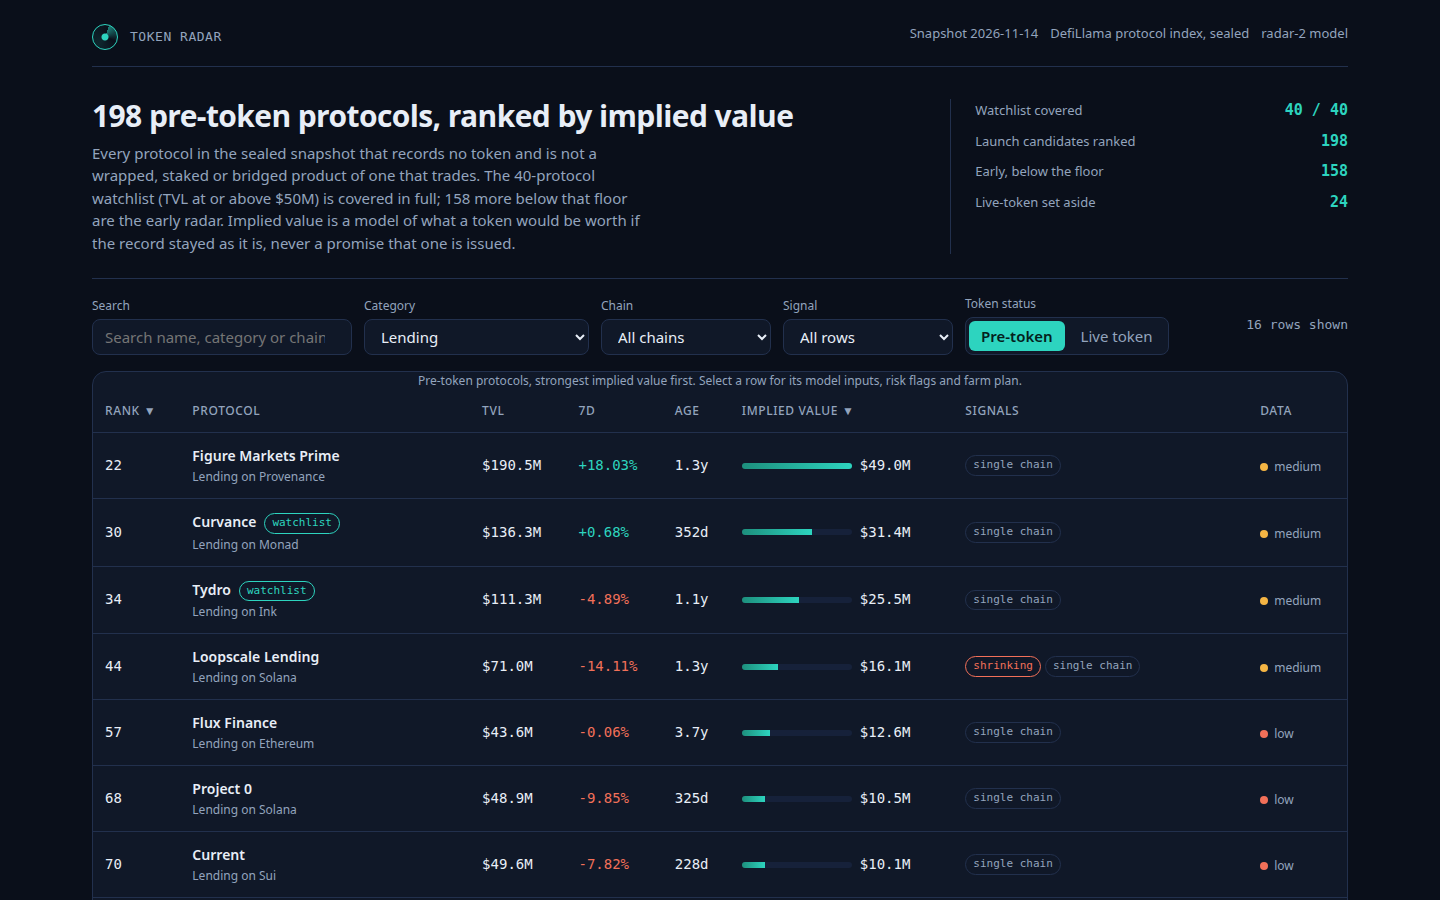 TOKEN RADAR
Snapshot 2026-11-14 DefiLlama protocol index, sealed radar-2 model
198 pre-token protocols, ranked by implied value
Every protocol in the sealed snapshot that records no token and is not a
wrapped, staked or bridged product of one that trades. The 40-protocol
watchlist (TVL at or above $50M) is covered in full; 158 more below that floor
are the early radar. Implied value is a model of what a token would be worth if
the record stayed as it is, never a promise that one is issued.
Watchlist covered 40 / 40
Launch candidates ranked 198
Early, below the floor 158
Live-token set aside 24
Search Category Chain Signal Token status
Search name, category or chain Lending All chains All rows Pre-token Live token 16 rows shown
Pre-token protocols, strongest implied value first. Select a row for its model inputs, risk flags and farm plan.
RANK ▼ PROTOCOL TVL 7D AGE IMPLIED VALUE ▼ SIGNALS DATA
22 Figure Markets Prime $190.5M +18.03% 1.3y $49.0M single chain medium
Lending on Provenance
30 Curvance watchlist $136.3M +0.68% 352d $31.4M single chain medium
Lending on Monad
34 Tydro watchlist $111.3M -4.89% 1.1y $25.5M single chain medium
Lending on Ink
44 Loopscale Lending $71.0M -14.11% 1.3y $16.1M shrinking single chain medium
Lending on Solana
57 Flux Finance $43.6M -0.06% 3.7y $12.6M single chain low
Lending on Ethereum
68 Project 0 $48.9M -9.85% 325d $10.5M single chain low
Lending on Solana
70 Current $49.6M -7.82% 228d $10.1M single chain low
Lending on Sui